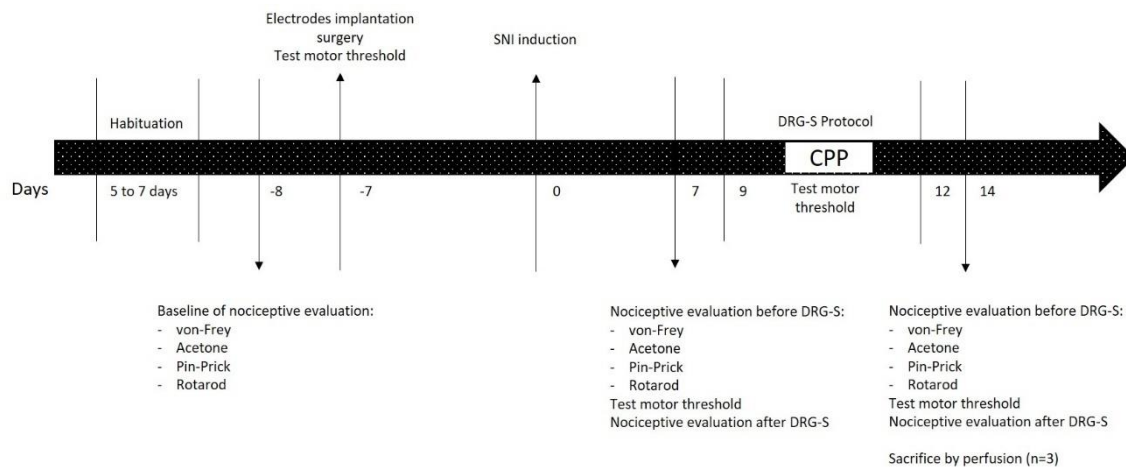 Electrodes implantation
surgery
Test motor threshold
SNI induction
Habituation
DRG-S Protocol
CPP
Days
5 to 7 days
-8
-7
0
7
9
Test motor
threshold
12
14
Baseline of nociceptive evaluation:
- von-Frey
- Acetone
- Pin-Prick
- Rotarod
Nociceptive evaluation before DRG-S:
- von-Frey
- Acetone
- Pin-Prick
- Rotarod
Test motor threshold
Nociceptive evaluation after DRG-S
Nociceptive evaluation before DRG-S:
- von-Frey
- Acetone
- Pin-Prick
- Rotarod
Test motor threshold
Nociceptive evaluation after DRG-S
Sacrifice by perfusion (n=3)